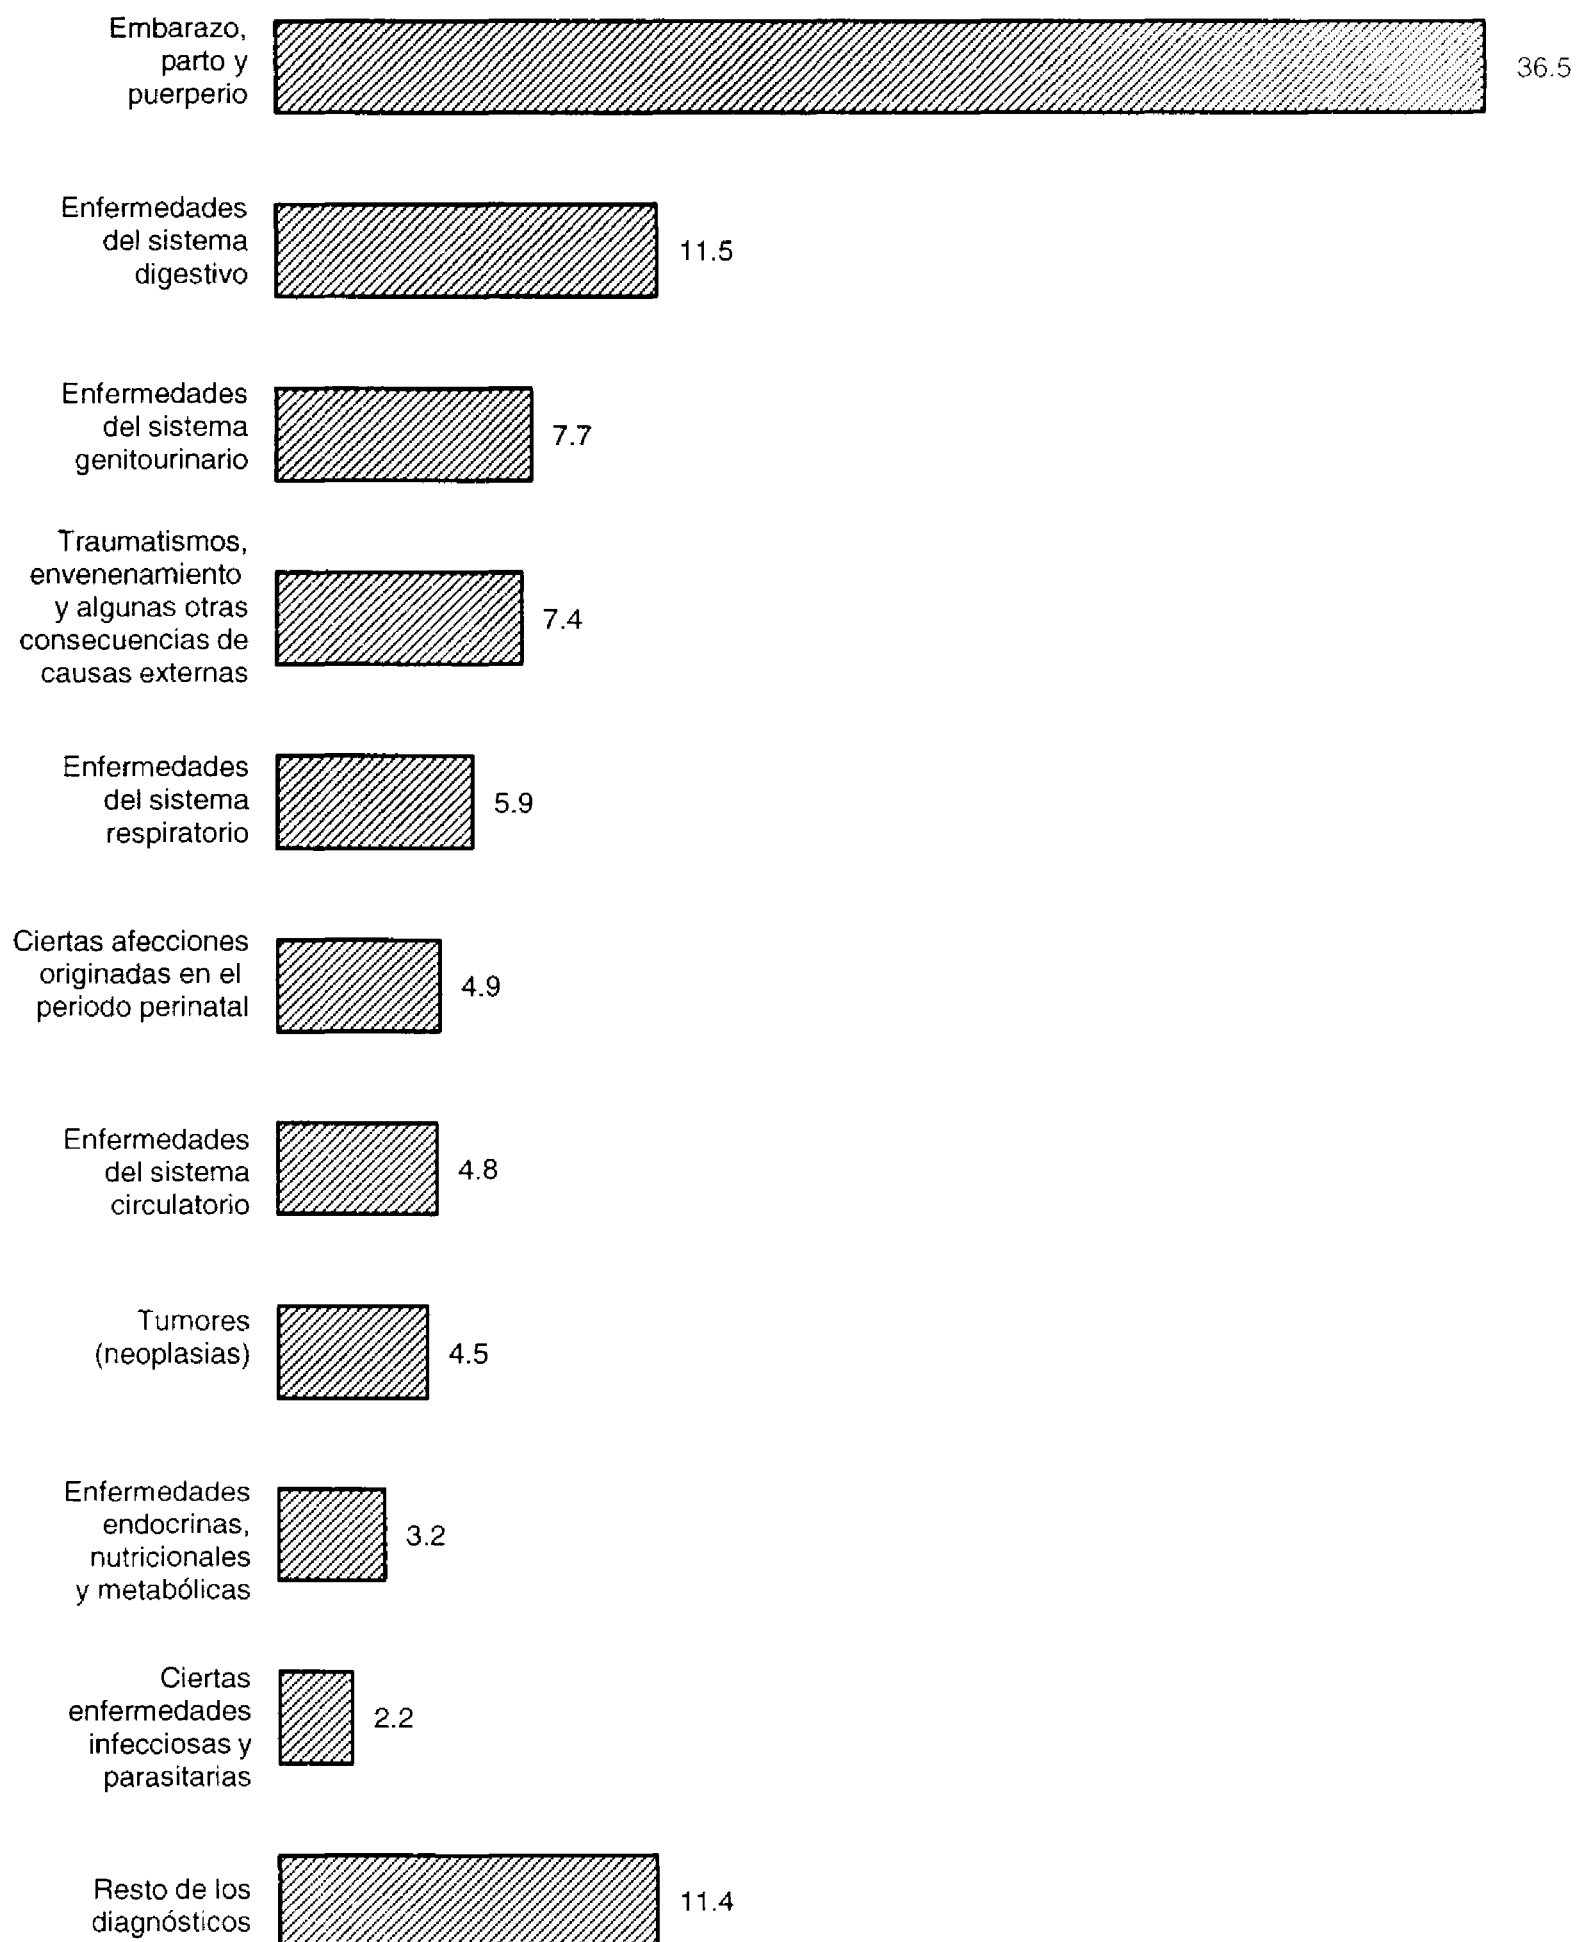 Embarazo,
parto y
puerperio
36.5
Enfermedades
del sistema
digestivo
11.5
Enfermedades
del sistema
genitourinario
7.7
Traumatismos,
envenenamiento
y algunas otras
consecuencias de
causas externas
7.4
Enfermedades
del sistema
respiratorio
5.9
Ciertas afecciones
originadas en el
periodo perinatal
4.9
Enfermedades
del sistema
circulatorio
4.8
Tumores
(neoplasias)
4.5
Enfermedades
endocrinas,
nutricionales
y metabólicas
3.2
Ciertas
enfermedades
infecciosas y
parasitarias
2.2
Resto de los
diagnósticos
11.4